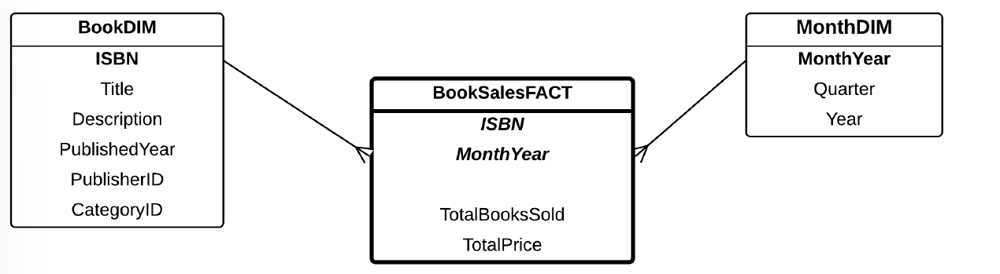 BookDIM
ISBN
Title
Description
PublishedYear
PublisherID
CategoryID
BookSalesFACT
ISBN
MonthYear
TotalBooksSold
TotalPrice
MonthDIM
MonthYear
Quarter
Year